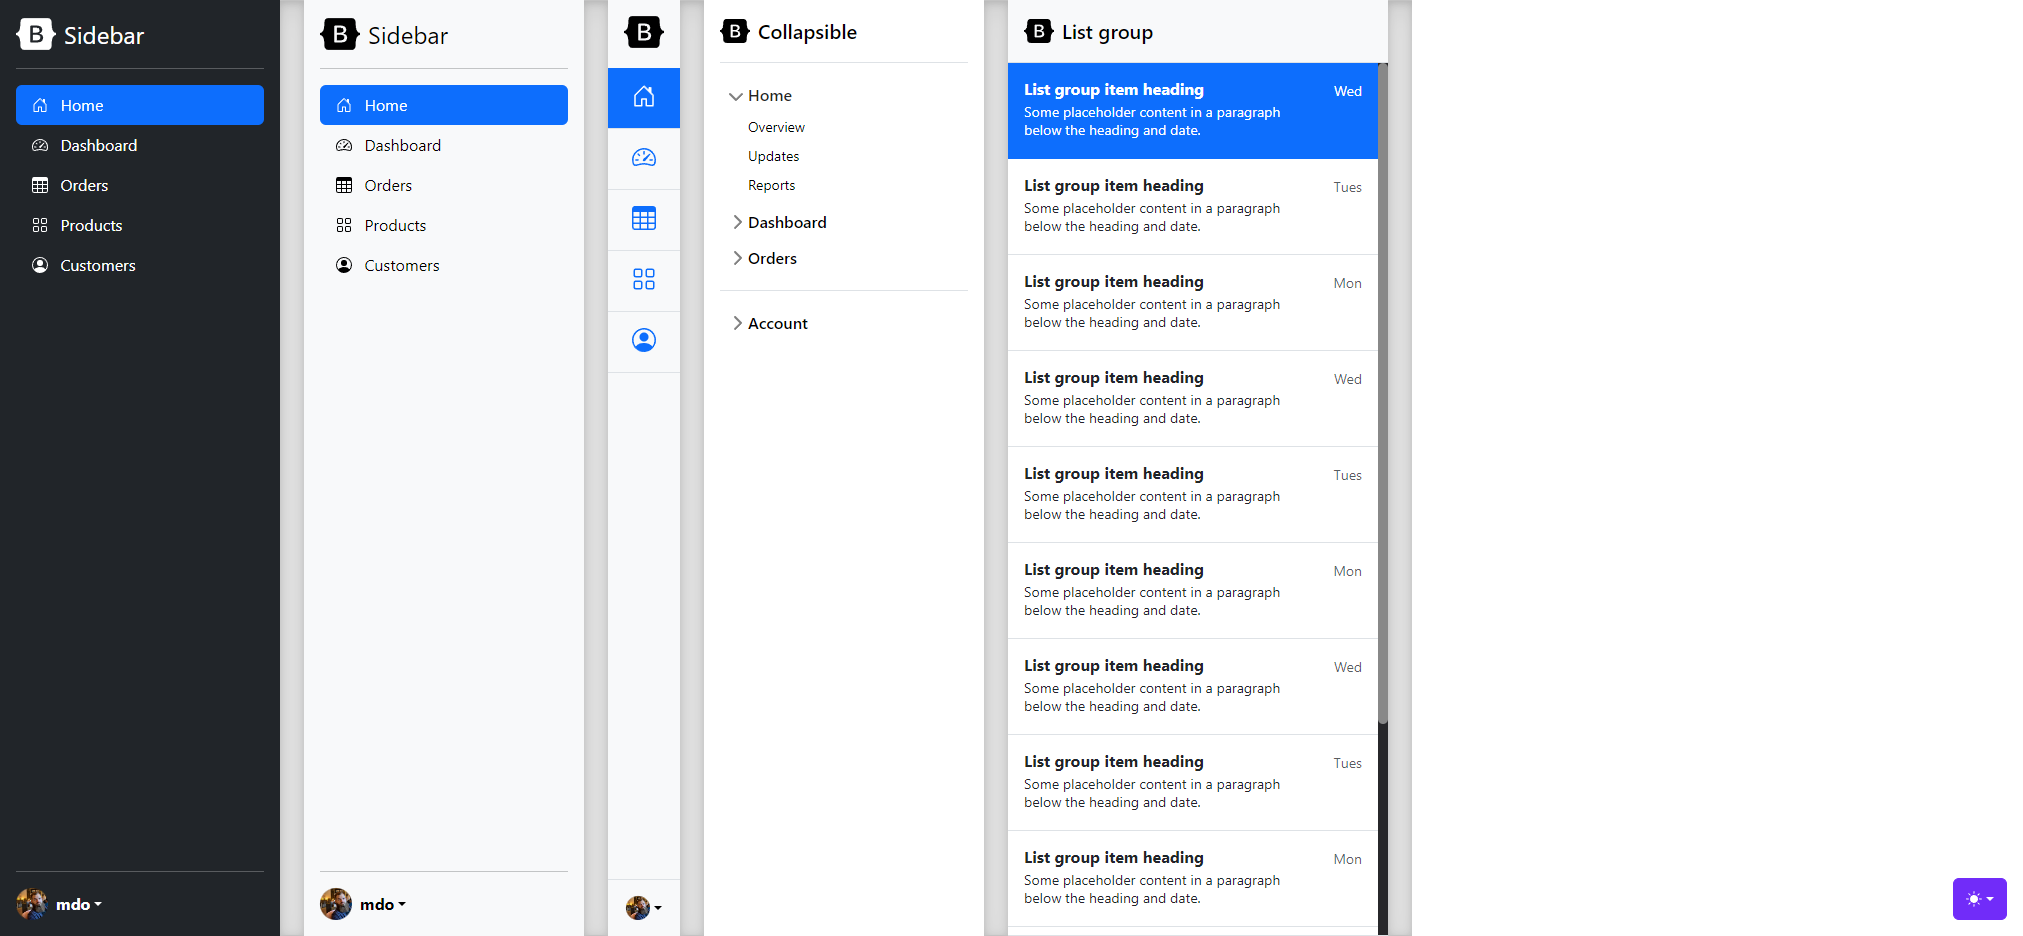 B Sidebar
Home
Dashboard
Orders
Products
Customers
mdo
B Sidebar
Home
Dashboard
Orders
Products
Customers
mdo
B
B Collapsible
Home
Overview
Updates
Reports
Dashboard
Orders
Account
B List group
List group item heading Wed
Some placeholder content in a paragraph
below the heading and date.
List group item heading Tues
Some placeholder content in a paragraph
below the heading and date.
List group item heading Mon
Some placeholder content in a paragraph
below the heading and date.
List group item heading Wed
Some placeholder content in a paragraph
below the heading and date.
List group item heading Tues
Some placeholder content in a paragraph
below the heading and date.
List group item heading Mon
Some placeholder content in a paragraph
below the heading and date.
List group item heading Wed
Some placeholder content in a paragraph
below the heading and date.
List group item heading Tues
Some placeholder content in a paragraph
below the heading and date.
List group item heading Mon
Some placeholder content in a paragraph
below the heading and date.